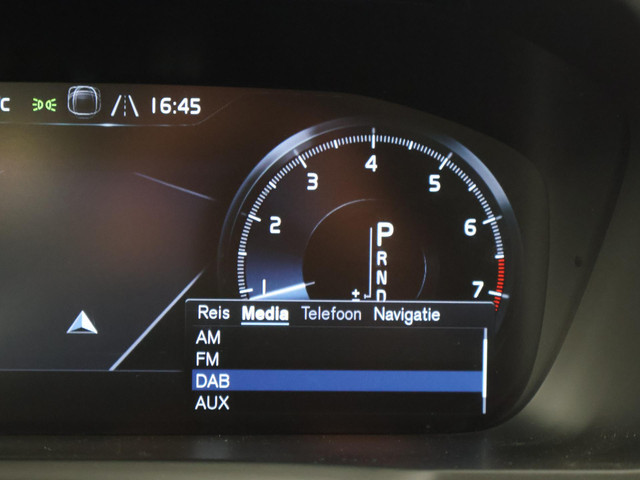 C 16:45
4
3 5
2 6
P
R
N
D
±
1 7
Reis Media Telefoon Navigatie
AM
FM
DAB
AUX